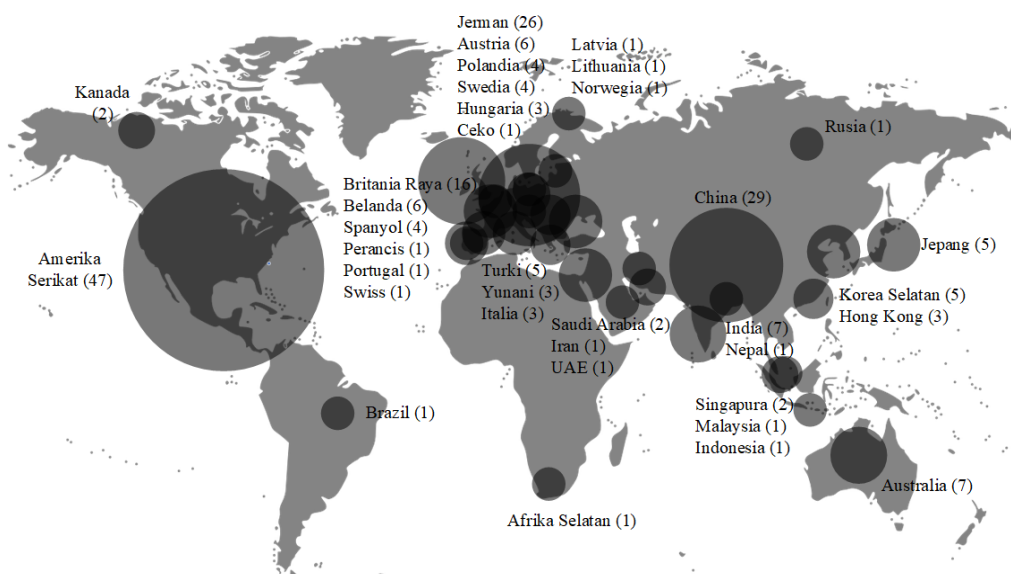 Jerman (26)
Austria (6)
Polandia (4)
Swedia (4)
Hungaria (3)
Ceko (1)
Latvia (1)
Lithuania (1)
Norwegia (1)
Kanada
(2)
Rusia (1)
Britania Raya (16)
Belanda (6)
Spanyol (4)
Perancis (1)
Portugal (1)
Swiss (1)
China (29)
Jepang (5)
Amerika
Serikat (47)
Turki (5)
Yunani (3)
Italia (3)
Korea Selatan (5)
Hong Kong (3)
Saudi Arabia (2)
Iran (1)
UAE (1)
India (7)
Nepal (1)
Brazil (1)
Singapura (2)
Malaysia (1)
Indonesia (1)
Australia (7)
Afrika Selatan (1)